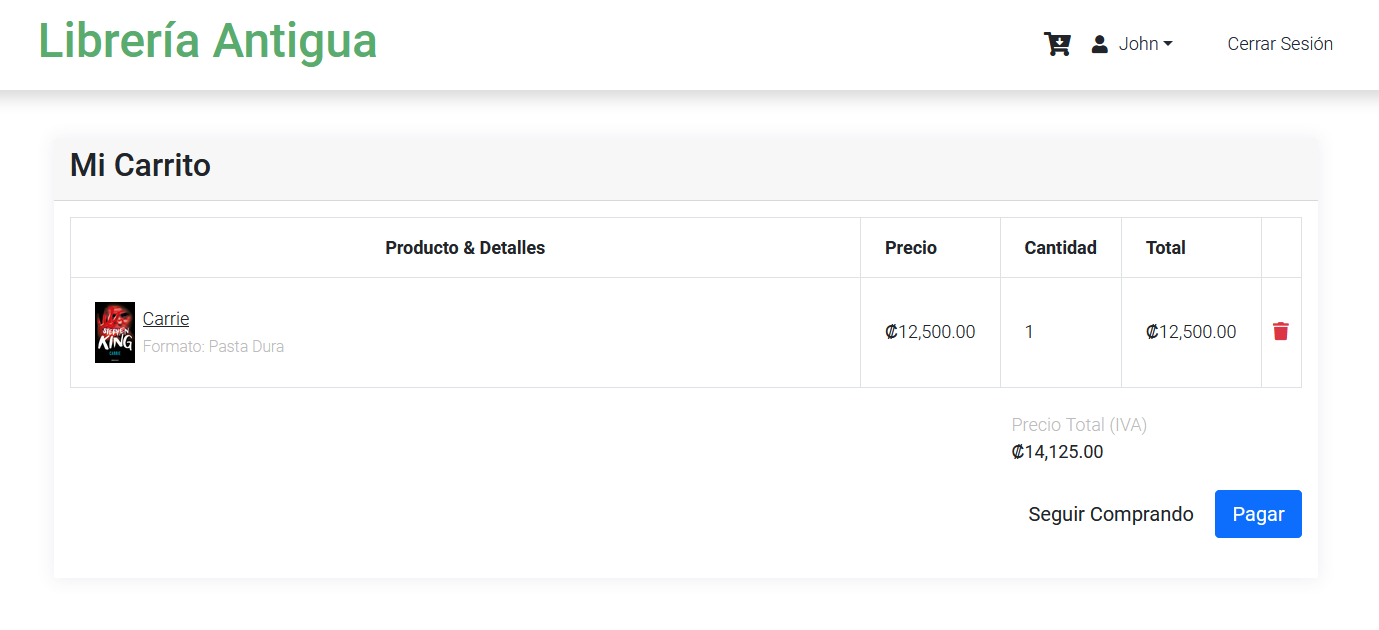 Librería Antigua
John
Cerrar Sesión
Mi Carrito
Producto & Detalles Precio Cantidad Total
STEPHEN
KING
CARRIE
Carrie
Formato: Pasta Dura
₡12,500.00 1 ₡12,500.00
Precio Total (IVA)
₡14,125.00
Seguir Comprando Pagar